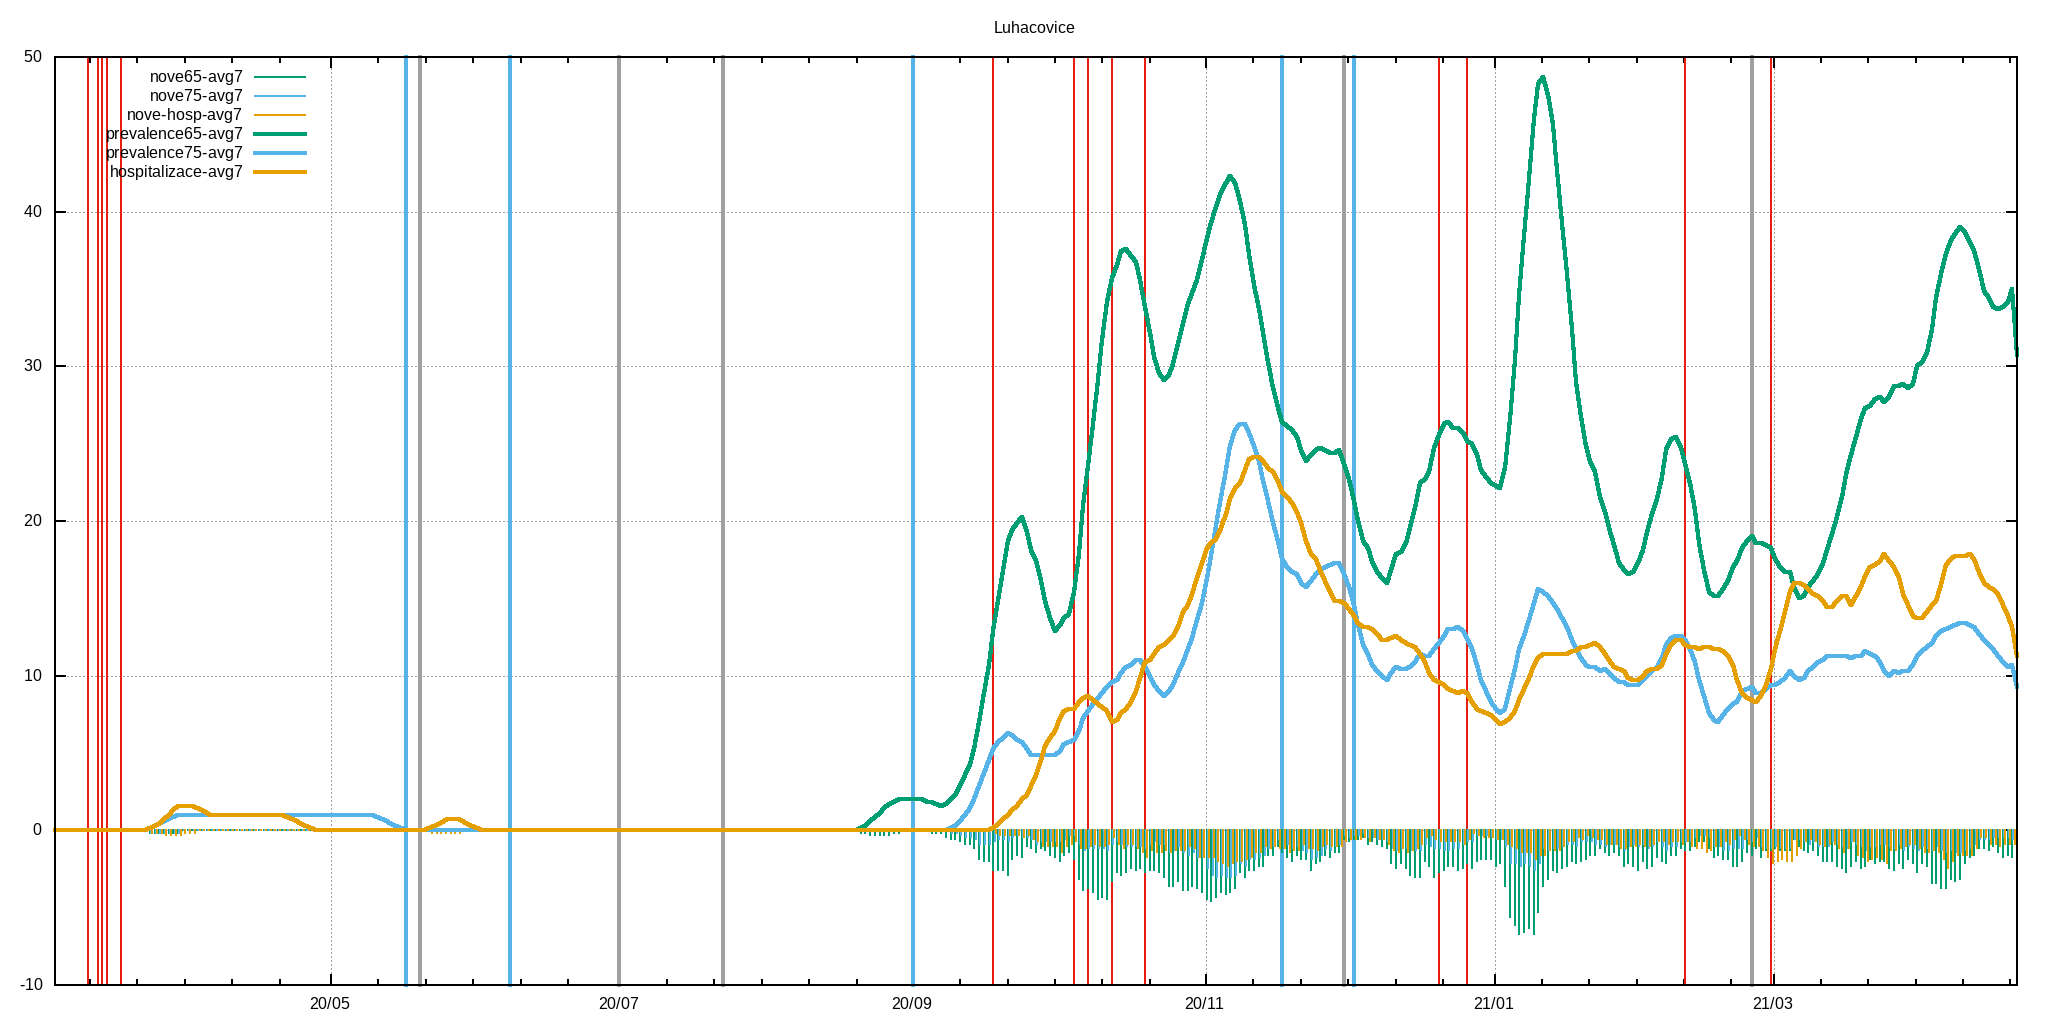 Luhacovice
50
40
30
20
10
0
-10
nove65-avg7
nove75-avg7
nove-hosp-avg7
prevalence65-avg7
prevalence75-avg7
hospitalizace-avg7
20/05
20/07
20/09
20/11
21/01
21/03